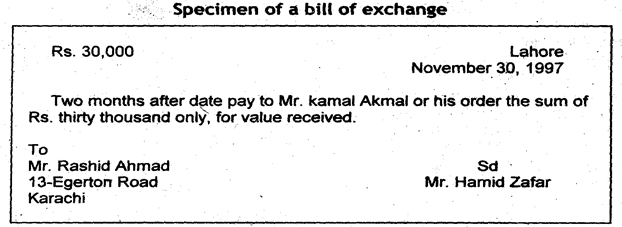 Specimen of a bill of exchange
Rs. 30,000 Lahore
November 30, 1997
Two months after date pay to Mr. kamal Akmal or his order the sum of
Rs. thirty thousand only, for value received.
To
Mr. Rashid Ahmad Sd
13-Egerton Road Mr. Hamid Zafar
Karachi